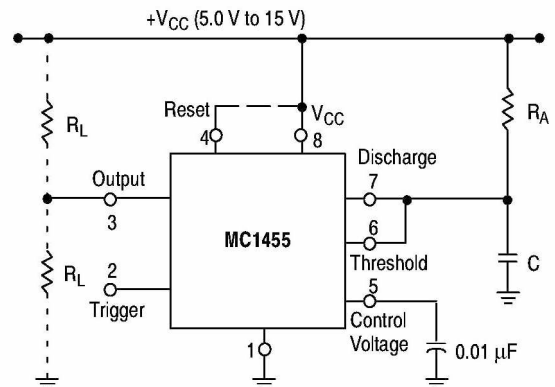 +VCC (5.0 V to 15 V)
Reset
VCC
RL
RA
4
8
Discharge
Output
7
3
MC1455
6
Threshold
2
C
RL
Trigger
5
Control
Voltage
1
0.01 µF